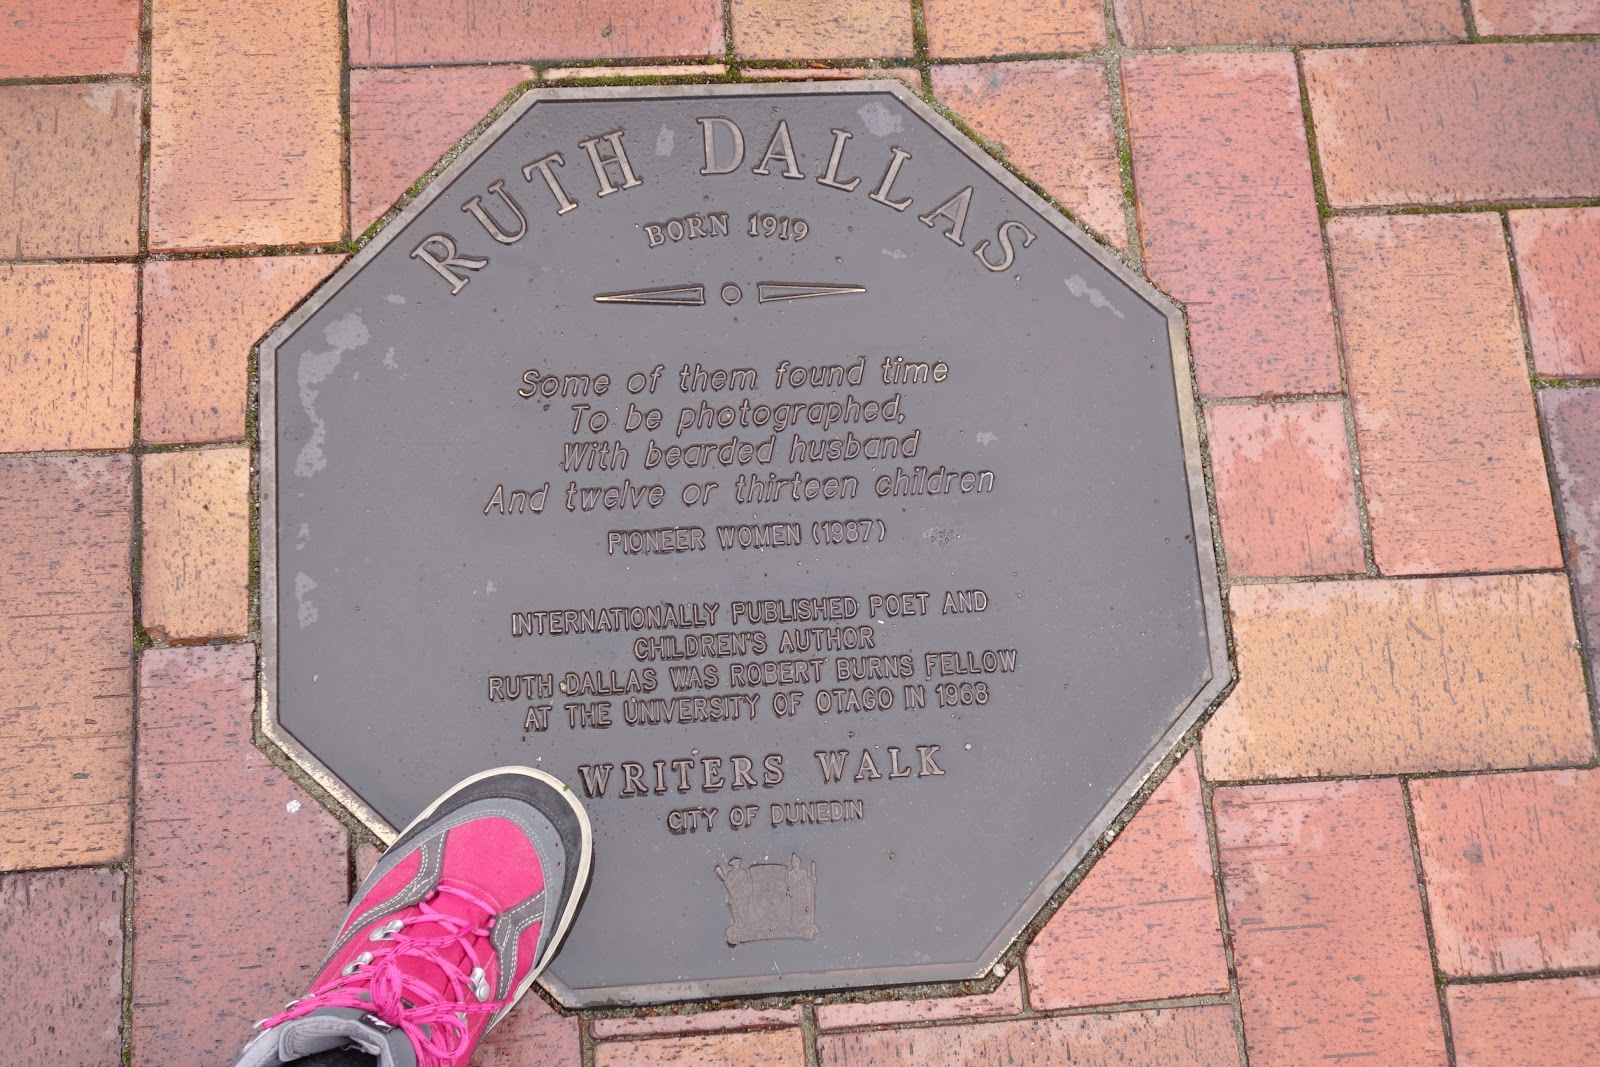 RUTH DALLAS
BORN 1919
Some of them found time
To be photographed,
With bearded husband
And twelve or thirteen children
PIONEER WOMEN (1987)
INTERNATIONALLY PUBLISHED POET AND
CHILDREN'S AUTHOR
RUTH DALLAS WAS ROBERT BURNS FELLOW
AT THE UNIVERSITY OF OTAGO IN 1968
WRITERS WALK
CITY OF DUNEDIN